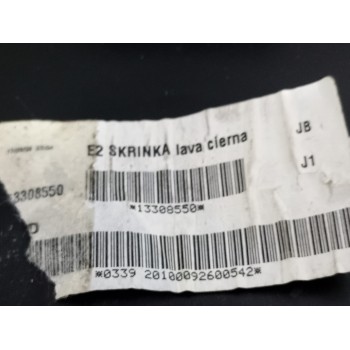 E2 SKRINKA lava cierna
JB
J1
13308550
*13308550*
*0339 20100092600542*